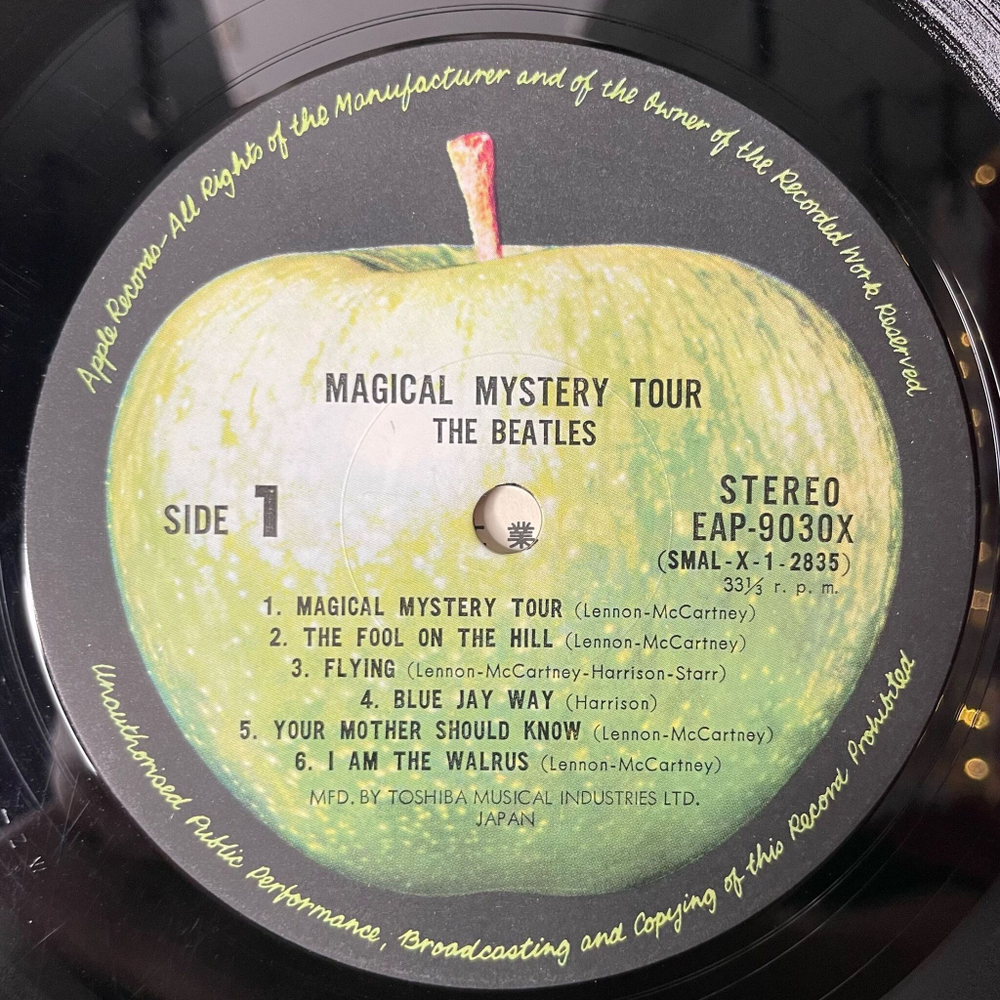 Apple Records-All Rights of the Manufacturer and of the Owner of the Recorded Work Reserved
MAGICAL MYSTERY TOUR
THE BEATLES
SIDE 1
STEREO
EAP-9030X
(SMAL-X-1-2835)
33⅓ r. p. m.
業
1. MAGICAL MYSTERY TOUR (Lennon-McCartney)
2. THE FOOL ON THE HILL (Lennon-McCartney)
3. FLYING (Lennon-McCartney-Harrison-Starr)
4. BLUE JAY WAY (Harrison)
5. YOUR MOTHER SHOULD KNOW (Lennon-McCartney)
6. I AM THE WALRUS (Lennon-McCartney)
MFD. BY TOSHIBA MUSICAL INDUSTRIES LTD.
JAPAN
Unauthorised Public Performance, Broadcasting and Copying of this Record Prohibited